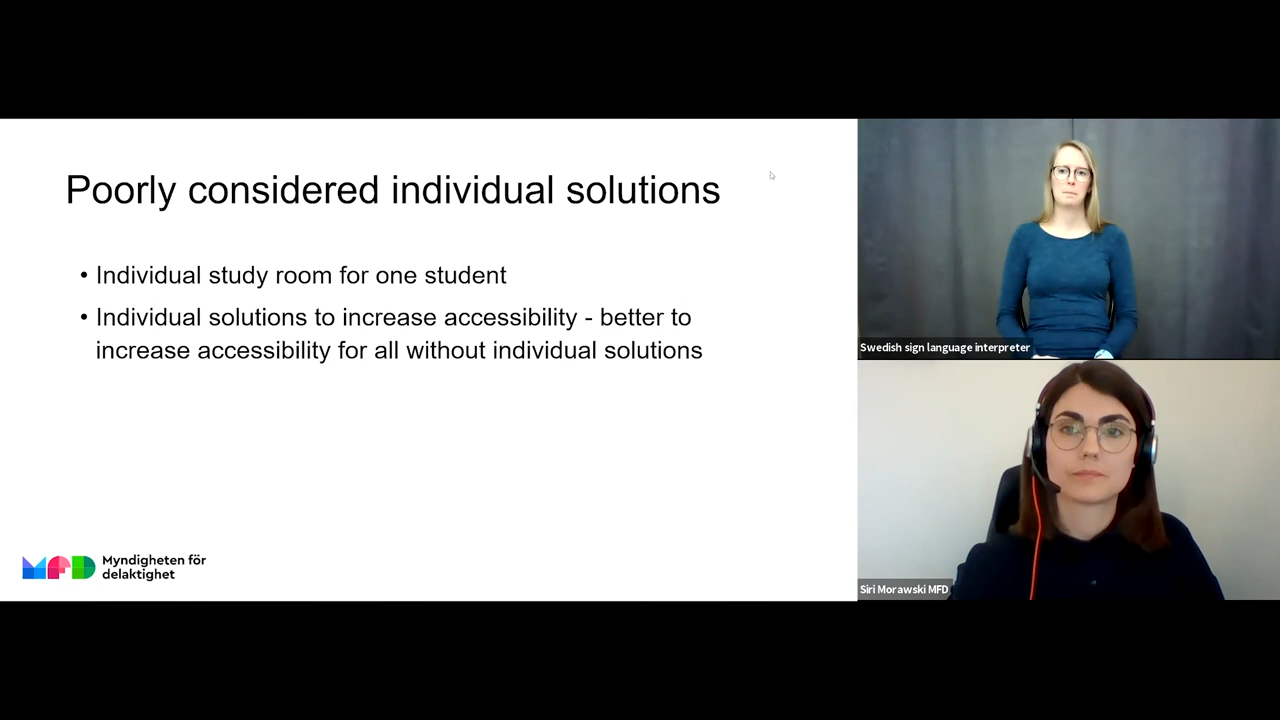 Poorly considered individual solutions
• Individual study room for one student
• Individual solutions to increase accessibility - better to
increase accessibility for all without individual solutions
MFD Myndigheten för
delaktighet
Swedish sign language interpreter
Siri Morawski MFD